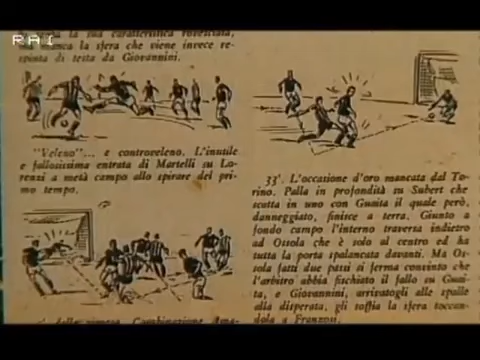 RAI
la sua caratteristica rovesciata,
ma manca la sfera che viene invece re-
spinta di testa da Giovannini.
"Veleno"... e controveleno. L'inutile
e fallosissima entrata di Martelli su Lo-
renzi a metà campo allo spirare del pri-
mo tempo.
33'. L'occasione d'oro mancata dal To-
rino. Palla in profondità su Subert che
scatta in uno con Guaita il quale però,
danneggiato, finisce a terra. Giunto a
fondo campo l'interno traversa indietro
ad Ossola che è solo al centro ed ha
tutta la porta spalancata davanti. Ma Os-
sola fatti due passi si ferma convinto che
l'arbitro abbia fischiato il fallo su Guai-
ta, e Giovannini, arrivatogli alle spalle
alla disperata, gli soffia la sfera toccan-
dola a Franzosi.
Combinazione Ama-